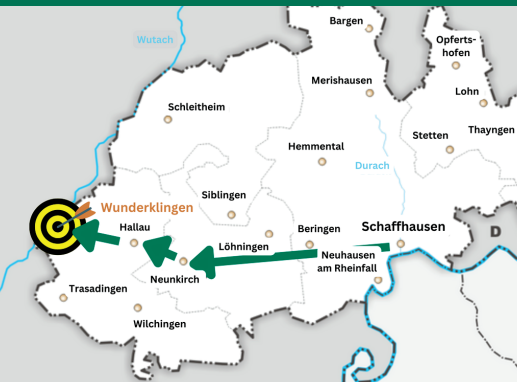 Bargen
Wutach
Opferts-
hofen
Merishausen
Lohn
Schleitheim
Thayngen
Stetten
Hemmental
Durach
Siblingen
Wunderklingen
Hallau
Schaffhausen
Beringen
D
Löhningen
Neuhausen
am Rheinfall
Neunkirch
Trasadingen
Wilchingen